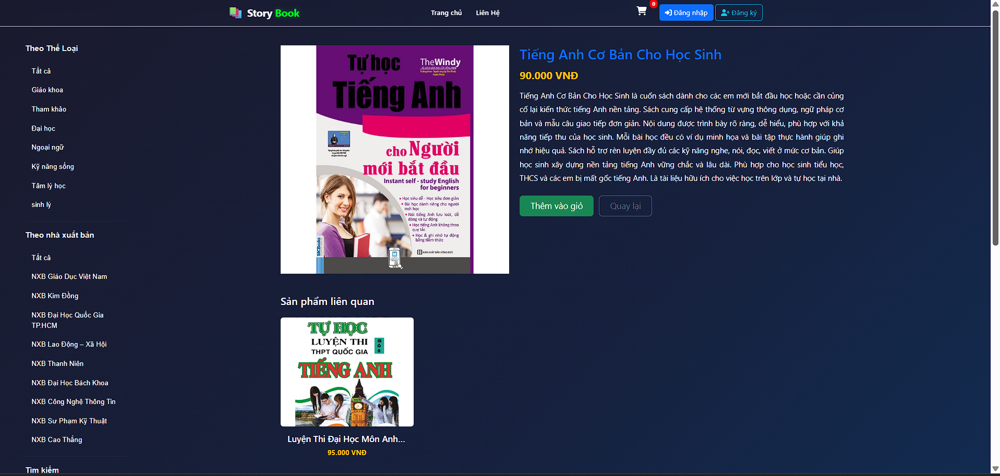 Story Book
Trang chủ
Liên Hệ
0
Đăng nhập
Đăng ký
Theo Thể Loại
Tất cả
Giáo khoa
Tham khảo
Đại học
Ngoại ngữ
Kỹ năng sống
Tâm lý học
sinh lý
Theo nhà xuất bản
Tất cả
NXB Giáo Dục Việt Nam
NXB Kim Đồng
NXB Đại Học Quốc Gia
TP.HCM
NXB Lao Động – Xã Hội
NXB Thanh Niên
NXB Đại Học Bách Khoa
NXB Công Nghệ Thông Tin
NXB Sư Phạm Kỹ Thuật
NXB Cao Thắng
Tìm kiếm
Tự học
TheWindy
Tiếng Anh
cho Người
mới bắt đầu
Instant self - study English
for beginners
• Học siêu dễ - Học siêu đơn giản
• Bài học dành riêng cho người
mới học
• Nói tiếng Anh lưu loát, dễ
dàng và tự động
• Học tiếng Anh không theo
quy tắc
• Học & ghi nhớ tự động
bằng tiềm thức
MCBooks
NHÀ XUẤT BẢN HỒNG ĐỨC
Tiếng Anh Cơ Bản Cho Học Sinh
90.000 VNĐ
Tiếng Anh Cơ Bản Cho Học Sinh là cuốn sách dành cho các em mới bắt đầu học hoặc cần củng
cố lại kiến thức tiếng Anh nền tảng. Sách cung cấp hệ thống từ vựng thông dụng, ngữ pháp cơ
bản và mẫu câu giao tiếp đơn giản. Nội dung được trình bày rõ ràng, dễ hiểu, phù hợp với khả
năng tiếp thu của học sinh. Mỗi bài học đều có ví dụ minh họa và bài tập thực hành giúp ghi
nhớ hiệu quả. Sách hỗ trợ rèn luyện đầy đủ các kỹ năng nghe, nói, đọc, viết ở mức cơ bản. Giúp
học sinh xây dựng nền tảng tiếng Anh vững chắc và lâu dài. Phù hợp cho học sinh tiểu học,
THCS và các em bị mất gốc tiếng Anh. Là tài liệu hữu ích cho việc học trên lớp và tự học tại nhà.
Thêm vào giỏ
Quay lại
Sản phẩm liên quan
TỰ HỌC
LUYỆN THI
THPT QUỐC GIA
môn
TIẾNG ANH
Luyện Thi Đại Học Môn Anh...
95.000 VNĐ